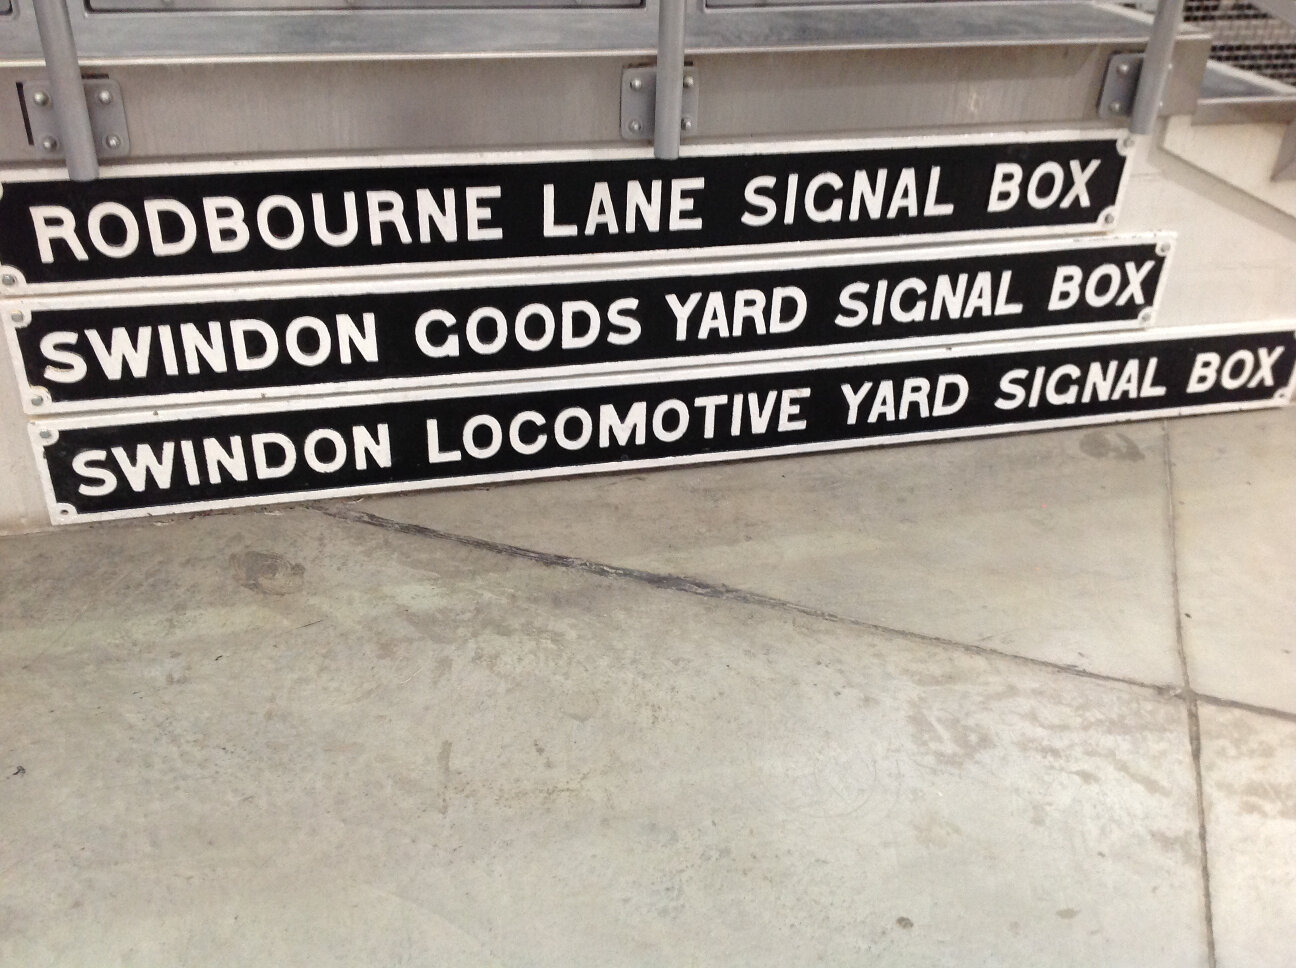 RODBOURNE LANE SIGNAL BOX
SWINDON GOODS YARD SIGNAL BOX
SWINDON LOCOMOTIVE YARD SIGNAL BOX